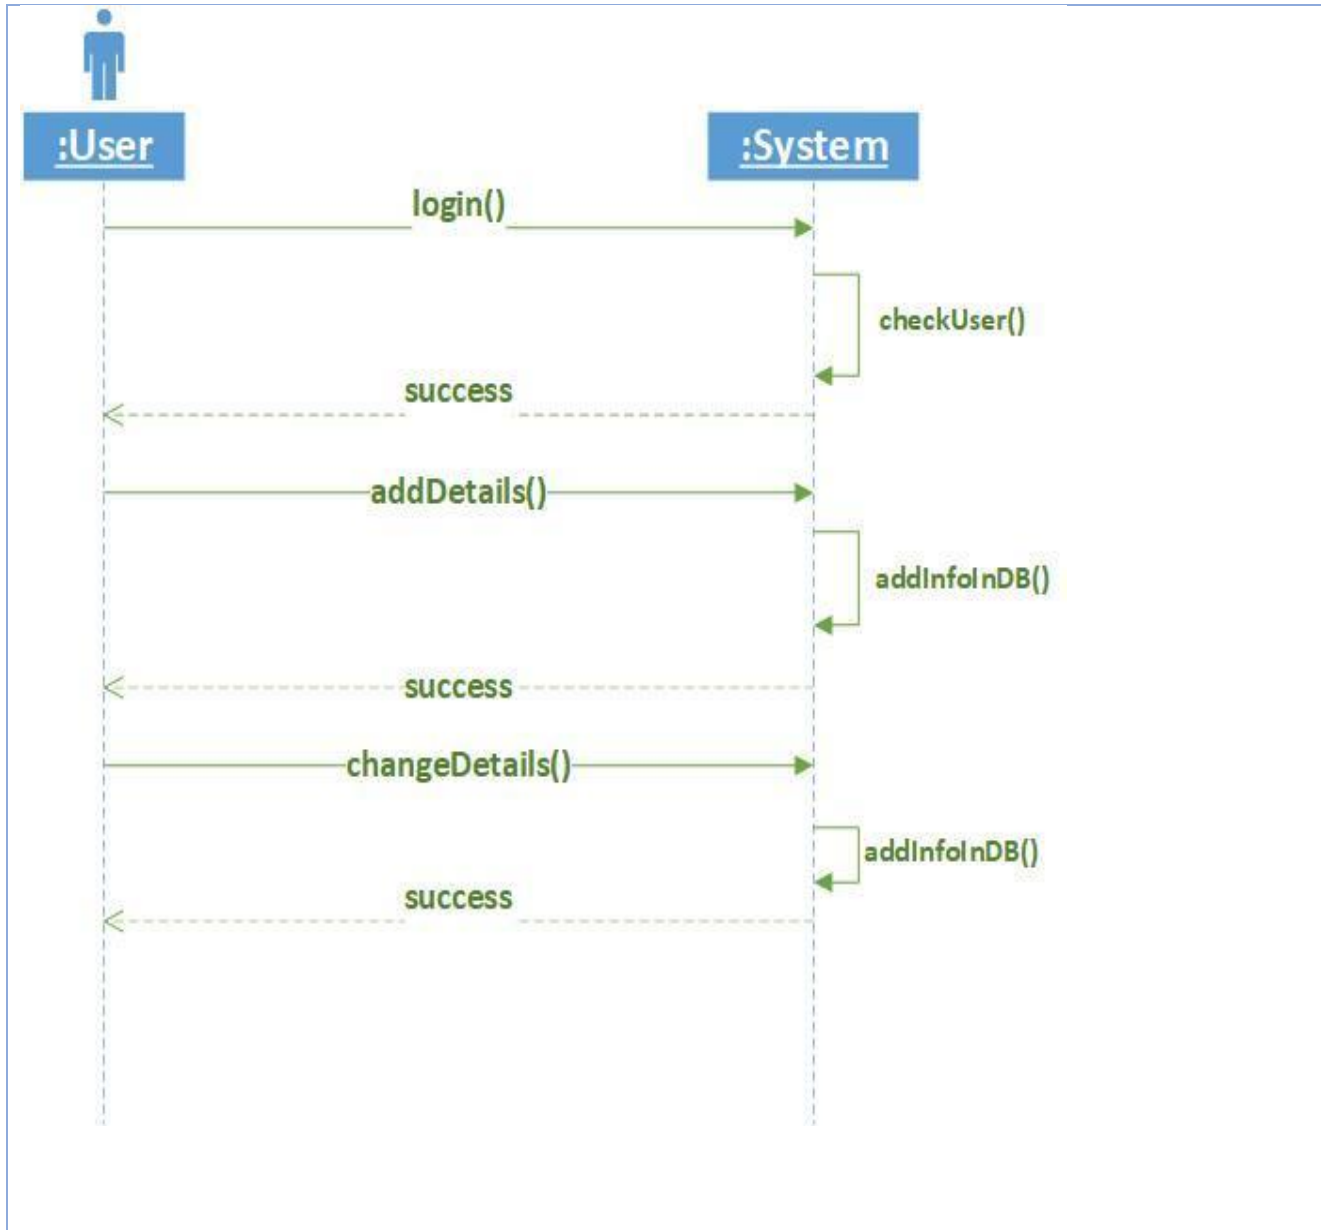 :User
:System
login()
checkUser()
success
addDetails()
addInfoInDB()
success
changeDetails()
addInfoInDB()
success